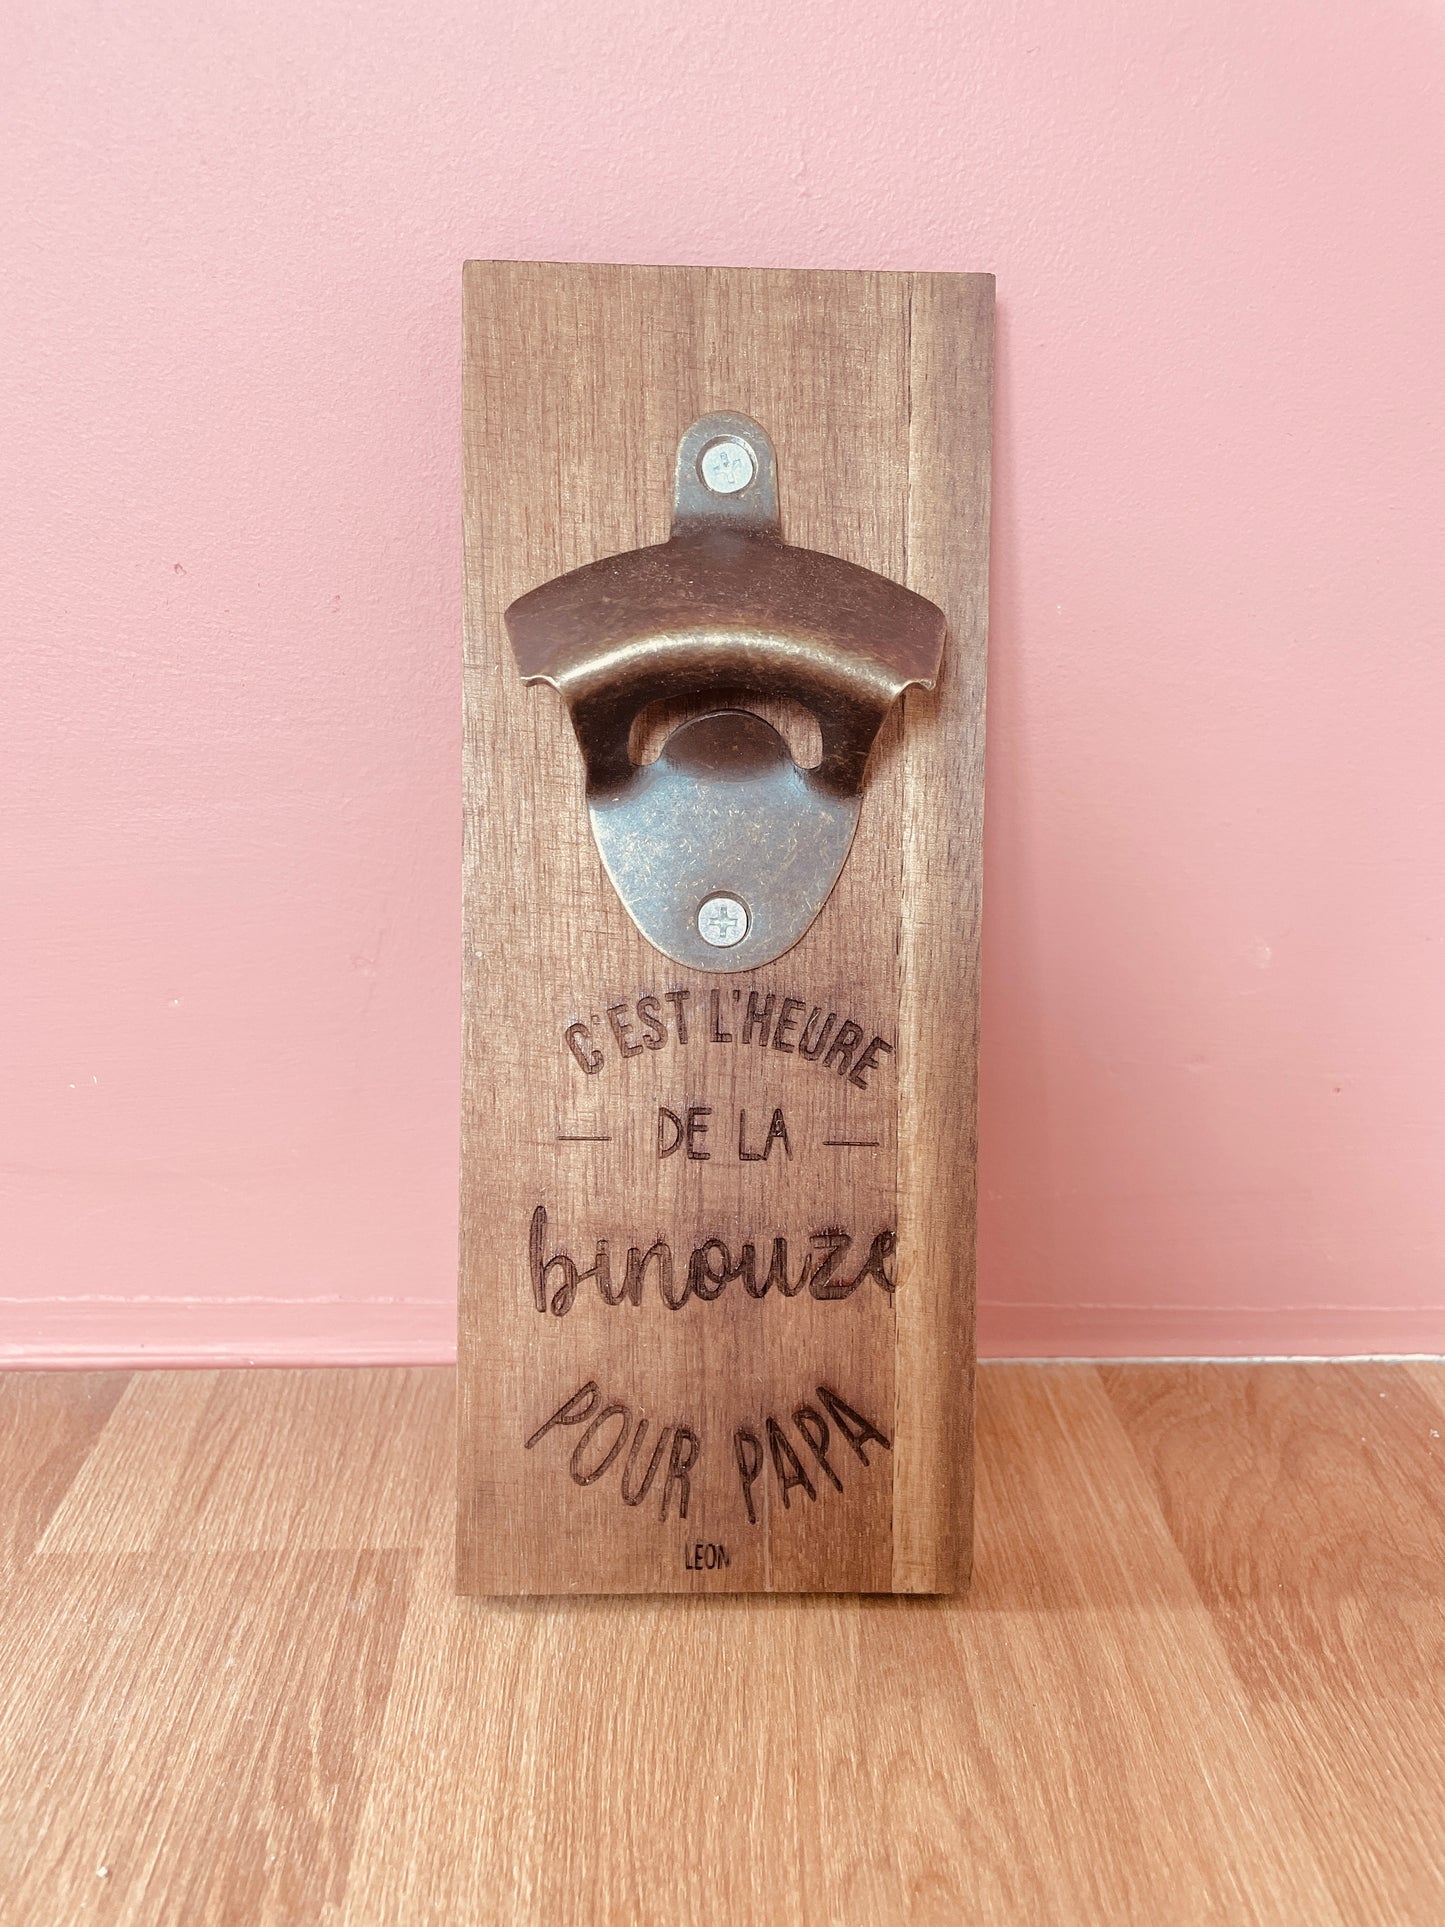 C'EST L'HEURE
DE LA
binouze
POUR PAPA
LEON